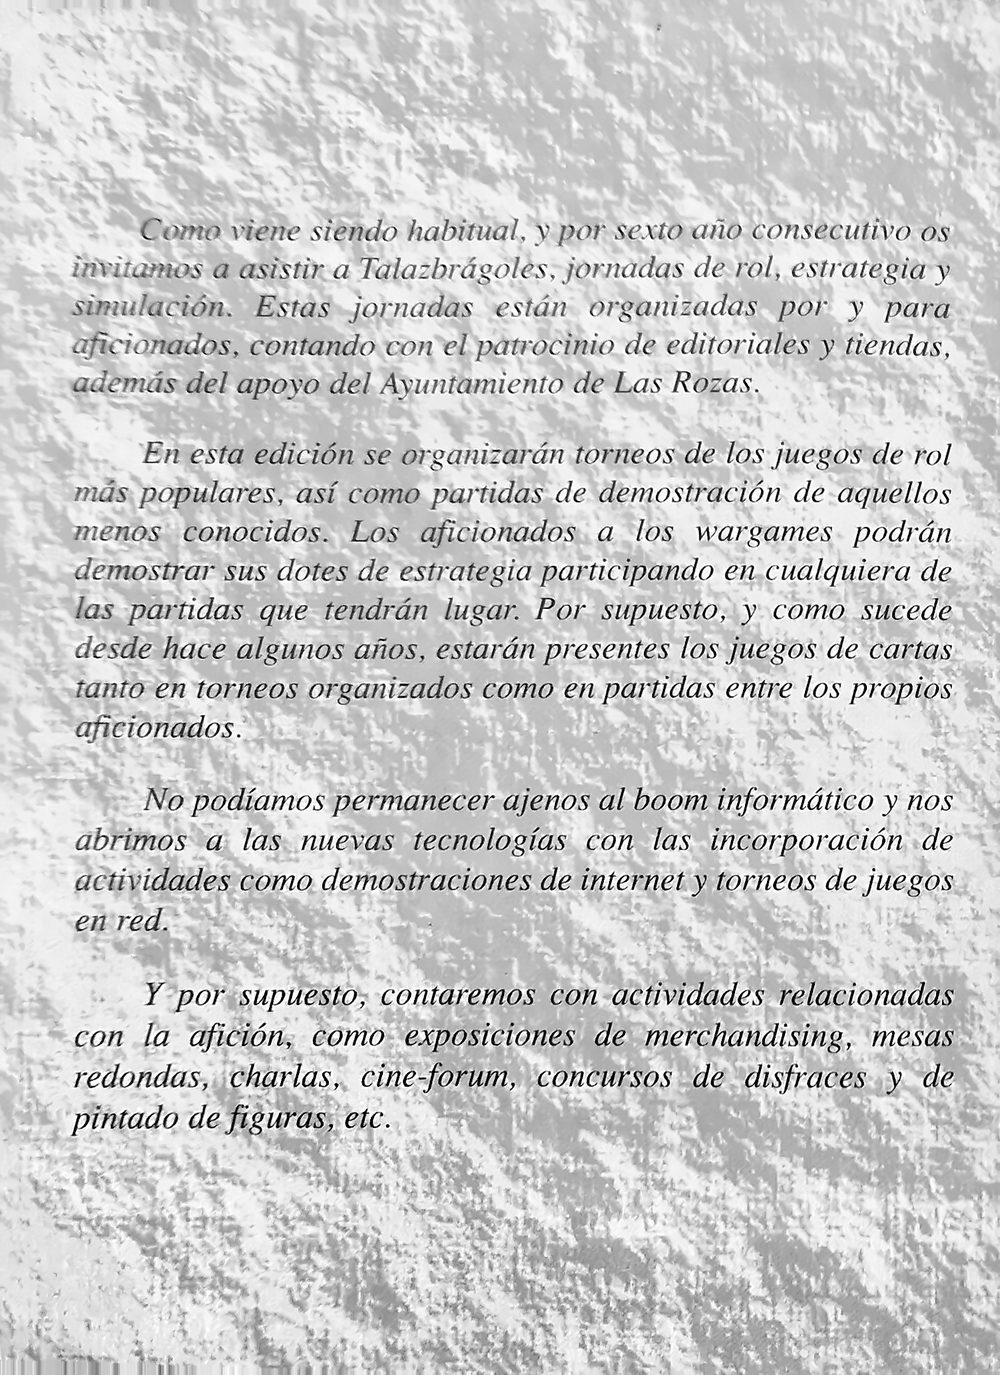 Como viene siendo habitual, y por sexto año consecutivo os
invitamos a asistir a Talazbrágoles, jornadas de rol, estrategia y
simulación. Estas jornadas están organizadas por y para
aficionados, contando con el patrocinio de editoriales y tiendas,
además del apoyo del Ayuntamiento de Las Rozas.
En esta edición se organizarán torneos de los juegos de rol
más populares, así como partidas de demostración de aquellos
menos conocidos. Los aficionados a los wargames podrán
demostrar sus dotes de estrategia participando en cualquiera de
las partidas que tendrán lugar. Por supuesto, y como sucede
desde hace algunos años, estarán presentes los juegos de cartas
tanto en torneos organizados como en partidas entre los propios
aficionados.
No podíamos permanecer ajenos al boom informático y nos
abrimos a las nuevas tecnologías con las incorporación de
actividades como demostraciones de internet y torneos de juegos
en red.
Y por supuesto, contaremos con actividades relacionadas
con la afición, como exposiciones de merchandising, mesas
redondas, charlas, cine-forum, concursos de disfraces y de
pintado de figuras, etc.